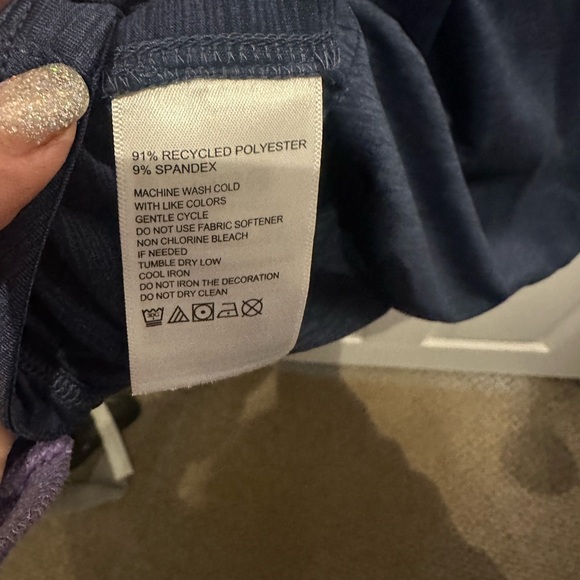 91% RECYCLED POLYESTER
9% SPANDEX
MACHINE WASH COLD
WITH LIKE COLORS
GENTLE CYCLE
DO NOT USE FABRIC SOFTENER
NON CHLORINE BLEACH
IF NEEDED
TUMBLE DRY LOW
COOL IRON
DO NOT IRON THE DECORATION
DO NOT DRY CLEAN